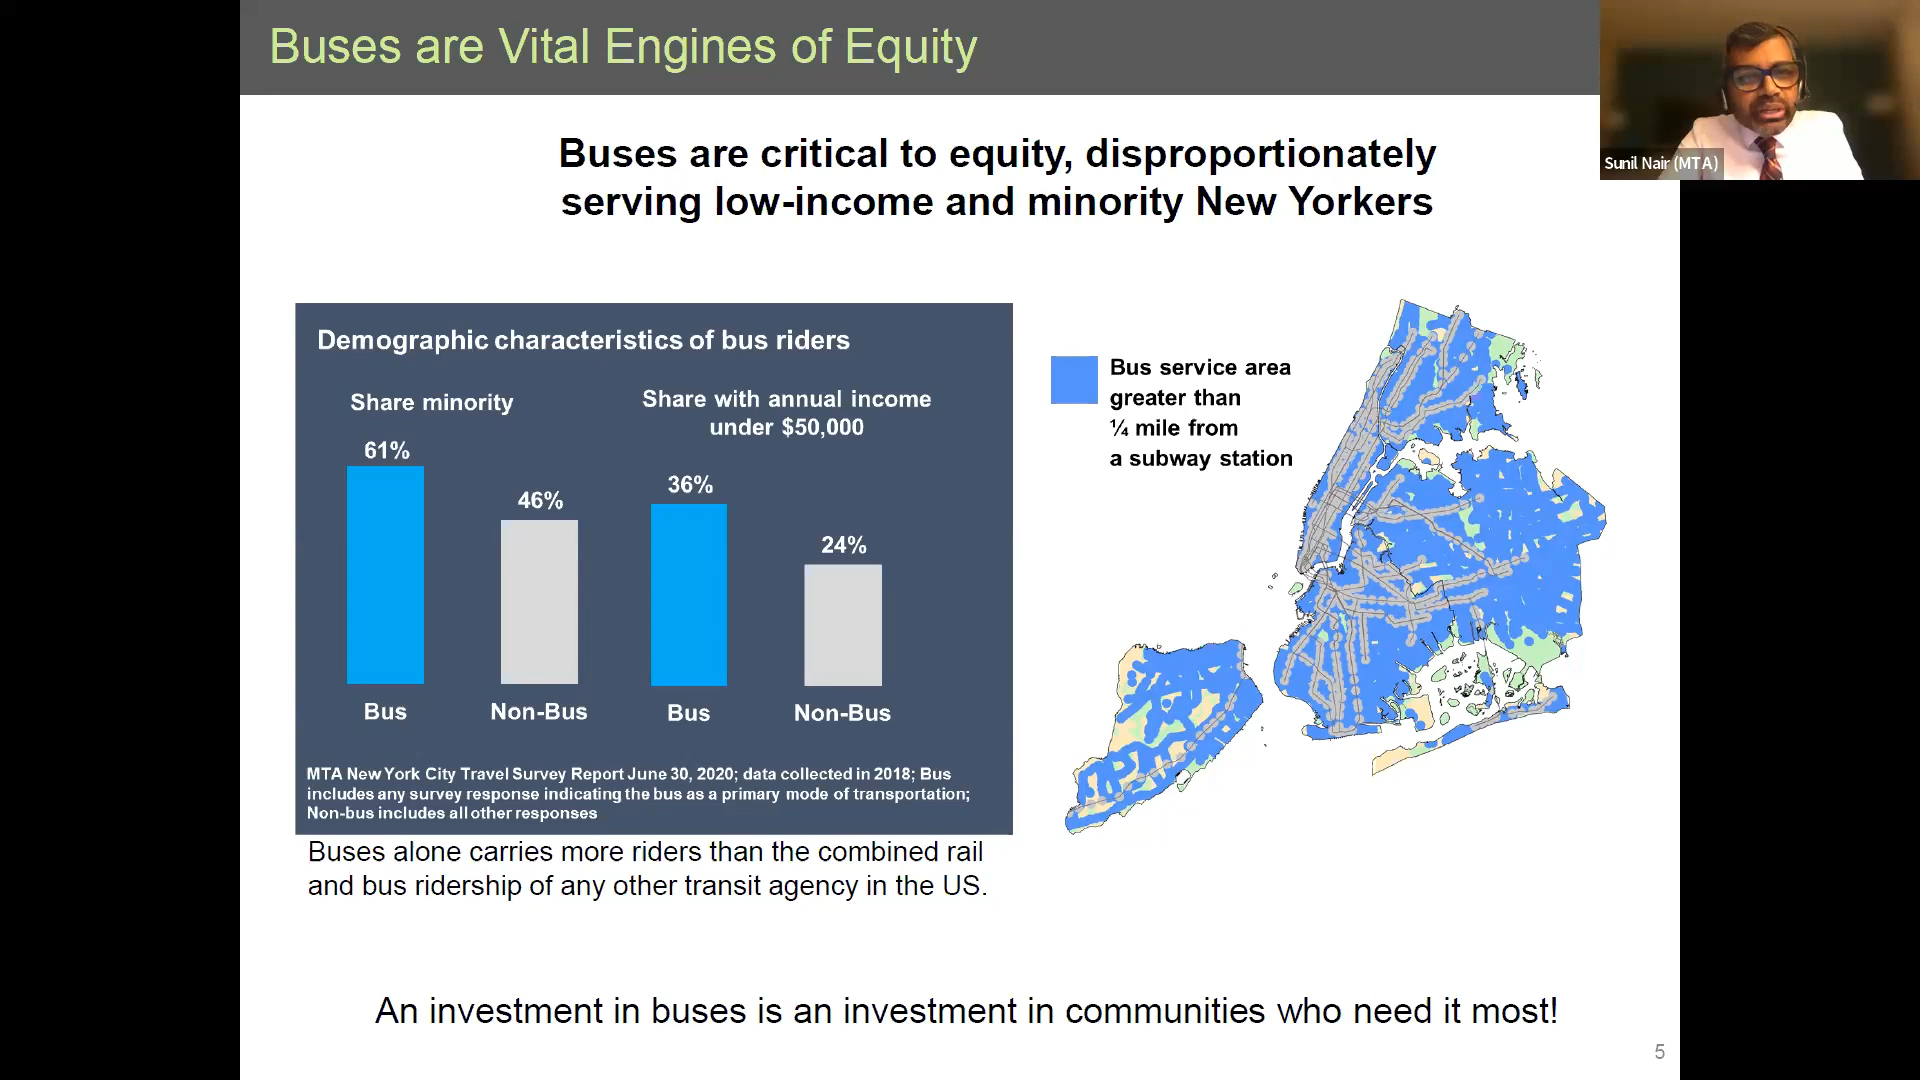 Buses are Vital Engines of Equity
Sunil Nair (MTA)
Buses are critical to equity, disproportionately
serving low-income and minority New Yorkers
Demographic characteristics of bus riders
Share minority
Share with annual income
under $50,000
61%
46%
36%
24%
Bus
Non-Bus
Bus
Non-Bus
MTA New York City Travel Survey Report June 30, 2020; data collected in 2018; Bus
includes any survey response indicating the bus as a primary mode of transportation;
Non-bus includes all other responses
Bus service area
greater than
¼ mile from
a subway station
Buses alone carries more riders than the combined rail
and bus ridership of any other transit agency in the US.
An investment in buses is an investment in communities who need it most!
5